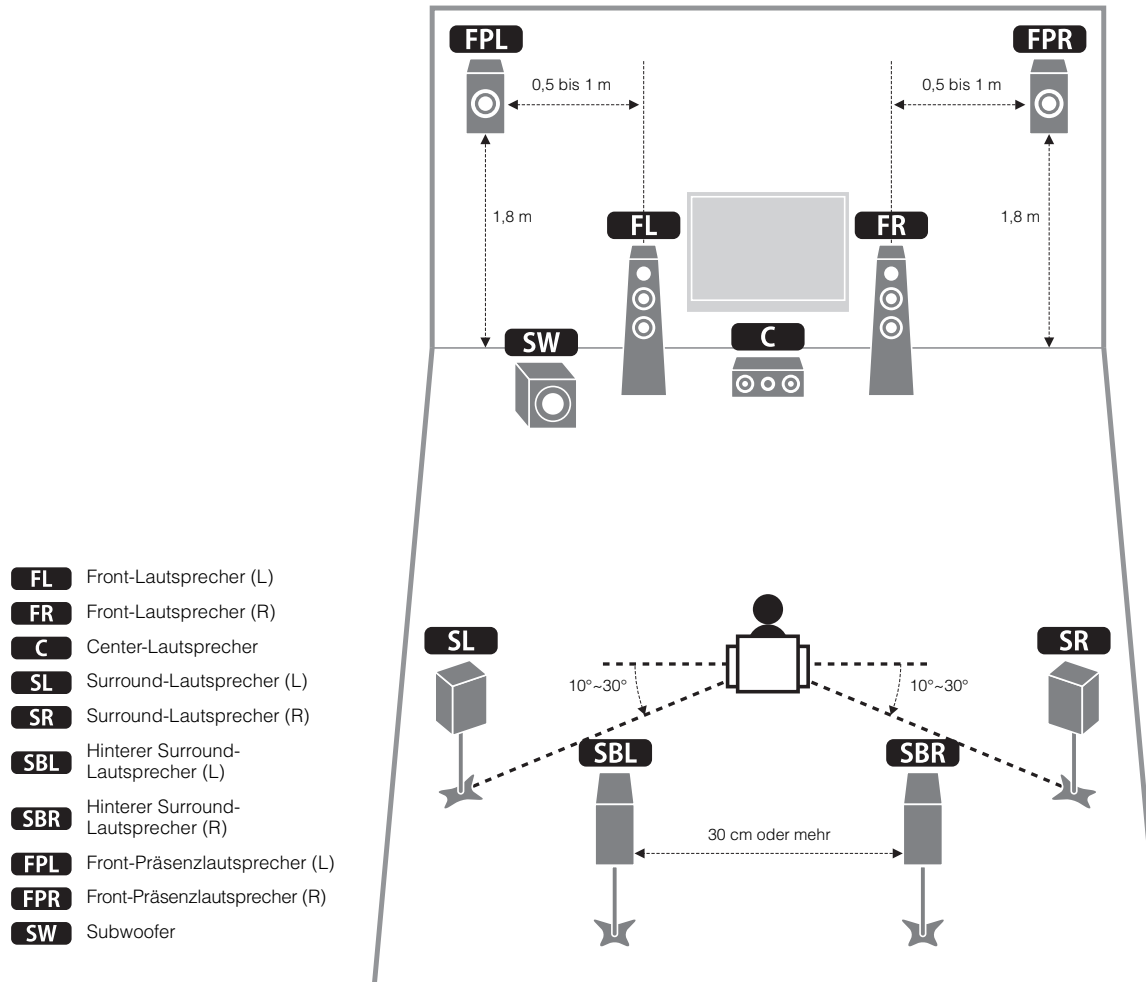 FPL
FPR
0,5 bis 1 m
0,5 bis 1 m
1,8 m
1,8 m
FL
FR
SW
C
FL Front-Lautsprecher (L)
FR Front-Lautsprecher (R)
C Center-Lautsprecher
SL Surround-Lautsprecher (L)
SR Surround-Lautsprecher (R)
SBL Hinterer Surround-
Lautsprecher (L)
SBR Hinterer Surround-
Lautsprecher (R)
FPL Front-Präsenzlautsprecher (L)
FPR Front-Präsenzlautsprecher (R)
SW Subwoofer
SL
SR
10°~30°
10°~30°
SBL
SBR
30 cm oder mehr